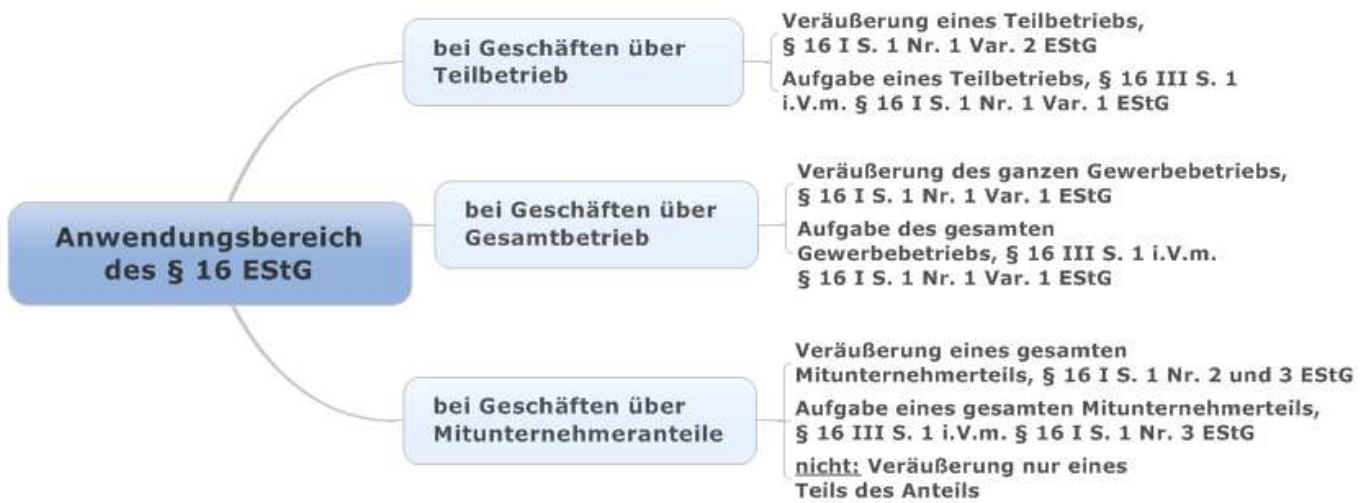 Anwendungsbereich
des § 16 EStG
bei Geschäften über
Teilbetrieb
Veräußerung eines Teilbetriebs,
§ 16 I S. 1 Nr. 1 Var. 2 EStG
Aufgabe eines Teilbetriebs, § 16 III S. 1
i.V.m. § 16 I S. 1 Nr. 1 Var. 1 EStG
bei Geschäften über
Gesamtbetrieb
Veräußerung des ganzen Gewerbebetriebs,
§ 16 I S. 1 Nr. 1 Var. 1 EStG
Aufgabe des gesamten
Gewerbebetriebs, § 16 III S. 1 i.V.m.
§ 16 I S. 1 Nr. 1 Var. 1 EStG
bei Geschäften über
Mitunternehmeranteile
Veräußerung eines gesamten
Mitunternehmerteils, § 16 I S. 1 Nr. 2 und 3 EStG
Aufgabe eines gesamten Mitunternehmerteils,
§ 16 III S. 1 i.V.m. § 16 I S. 1 Nr. 3 EStG
nicht: Veräußerung nur eines
Teils des Anteils